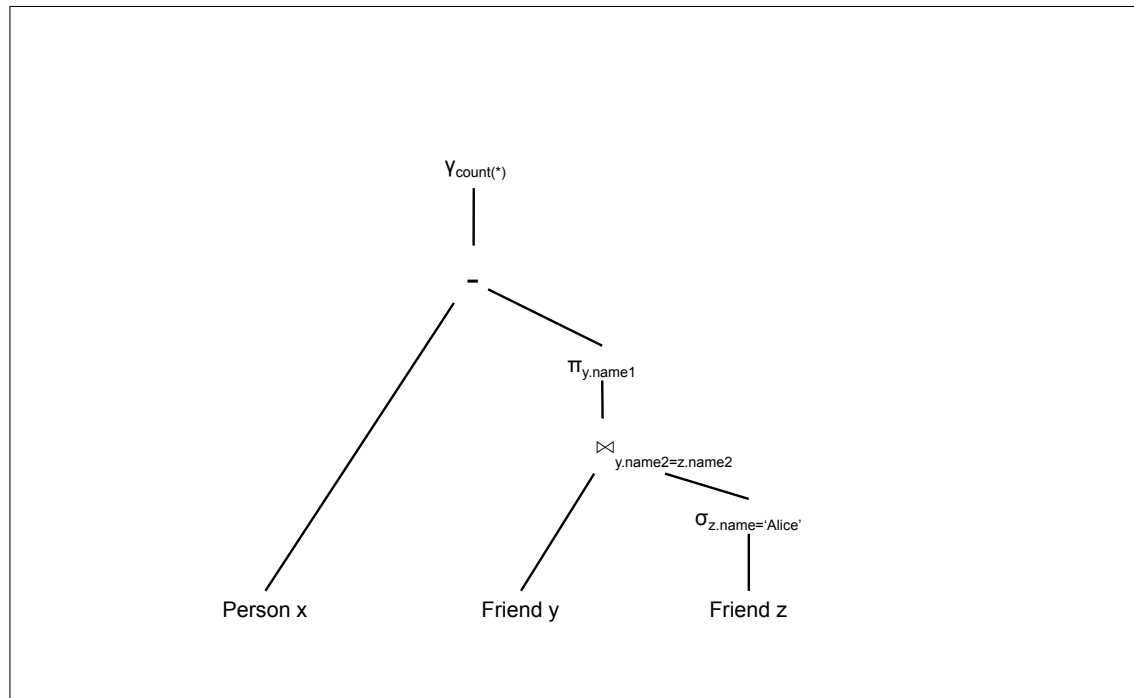 γcount(*)
-
πy.name1
⋈y.name2=z.name2
σz.name=‘Alice’
Person x
Friend y
Friend z